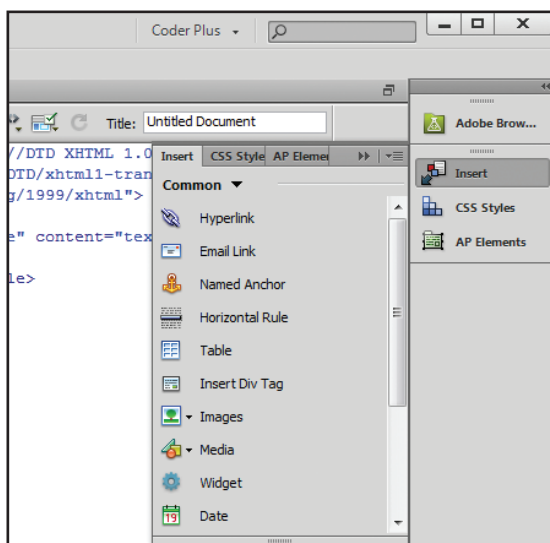 Coder Plus
Title: Untitled Document
Adobe Brow...
//DTD XHTML 1.0
DTD/xhtml1-tran
g/1999/xhtml">
e" content="tex
le>
Insert CSS Style AP Elemen
Common
Hyperlink
Email Link
Named Anchor
Horizontal Rule
Table
Insert Div Tag
Images
Media
Widget
19 Date
Insert
CSS Styles
AP Elements